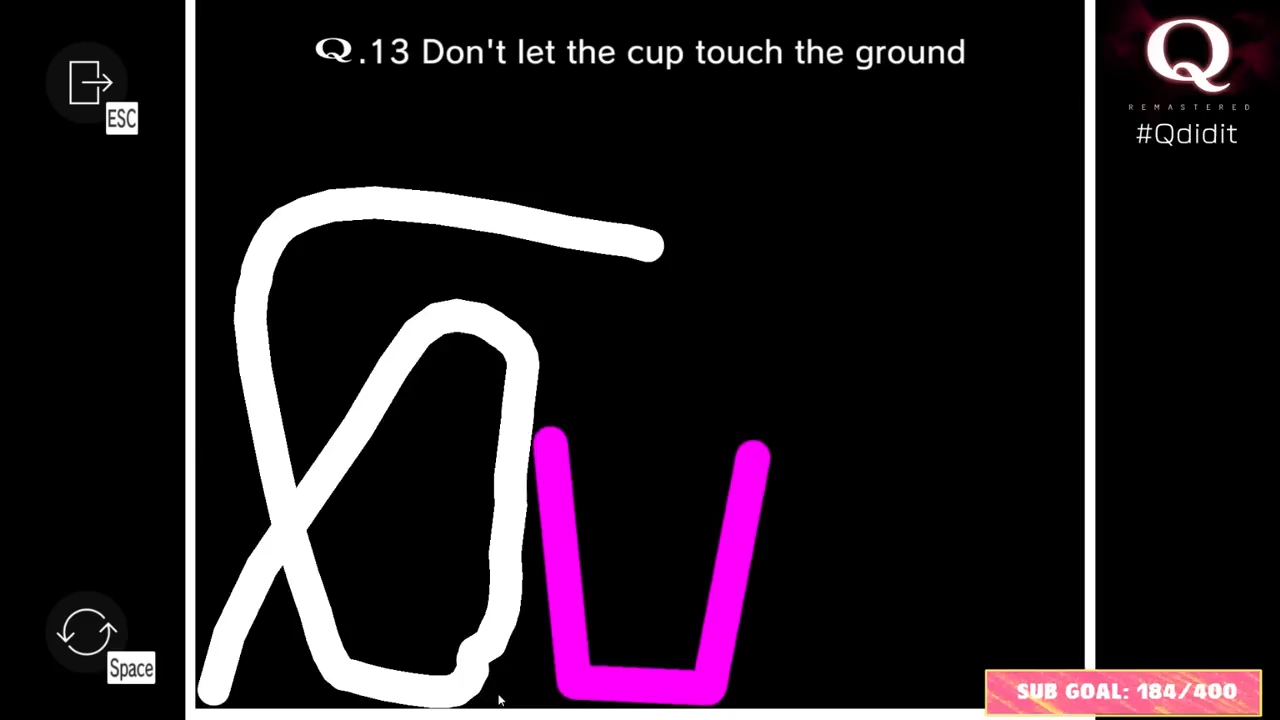 Q.13 Don't let the cup touch the ground
ESC
Q
REMASTERED
#Qdidit
Space
SUB GOAL: 184/400